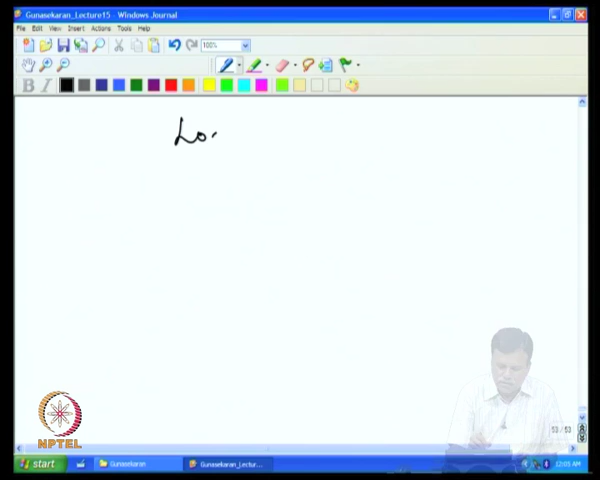 Gunasekaran_Lecture15 - Windows Journal
File Edit View Insert Actions Tools Help
100%
B I
Lo
53 / 53
NPTEL
start Gunasekaran Gunasekaran_Lectur... 12:05 AM